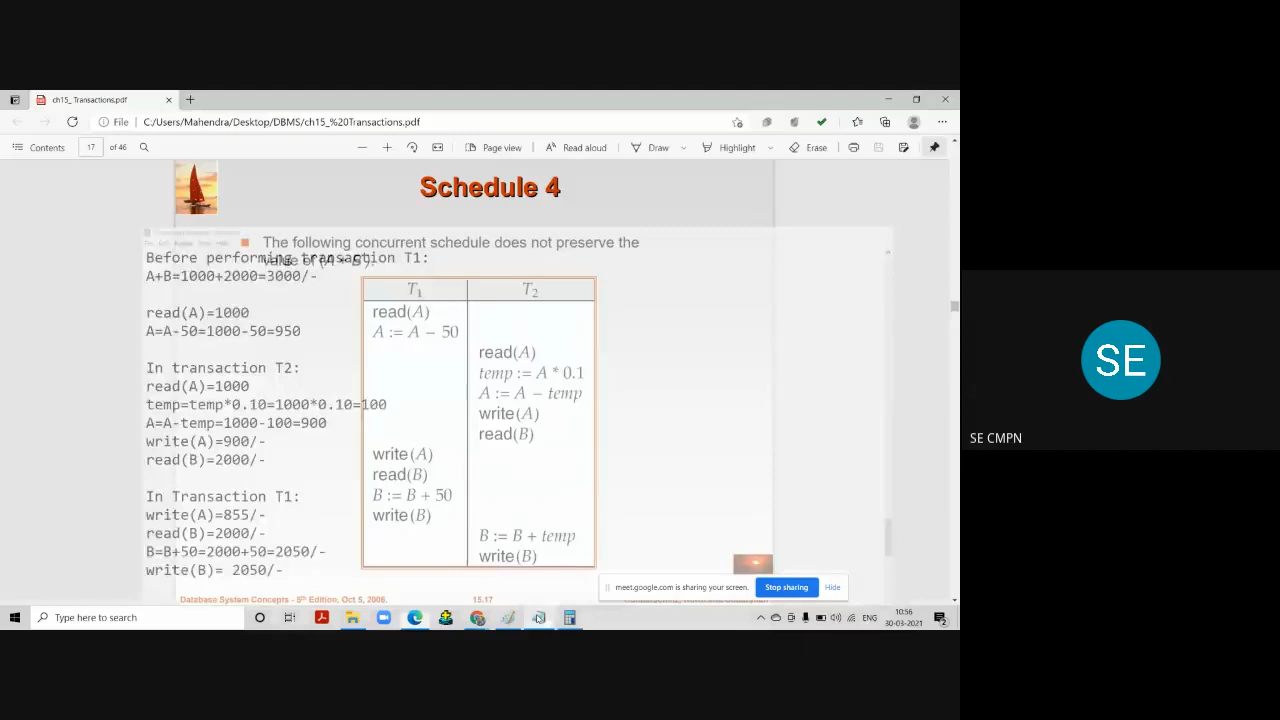 ch15_ Transactions.pdf
File C:/Users/Mahendra/Desktop/DBMS/ch15_%20Transactions.pdf
Contents 17 of 46 Page view Read aloud Draw Highlight Erase
Schedule 4
The following concurrent schedule does not preserve the
value of (A + B).
Before performing transaction T1:
A+B=1000+2000=3000/-
read(A)=1000
A=A-50=1000-50=950
In transaction T2:
read(A)=1000
temp=temp*0.10=1000*0.10=100
A=A-temp=1000-100=900
write(A)=900/-
read(B)=2000/-
In Transaction T1:
write(A)=855/-
read(B)=2000/-
B=B+50=2000+50=2050/-
write(B)= 2050/-
T1 T2
read(A)
A := A − 50
read(A)
temp := A * 0.1
A := A − temp
write(A)
read(B)
write(A)
read(B)
B := B + 50
write(B)
B := B + temp
write(B)
meet.google.com is sharing your screen. Stop sharing Hide
Database System Concepts - 5th Edition, Oct 5, 2006. 15.17
Type here to search
ENG
10:56
30-03-2021
2
SE
SE CMPN